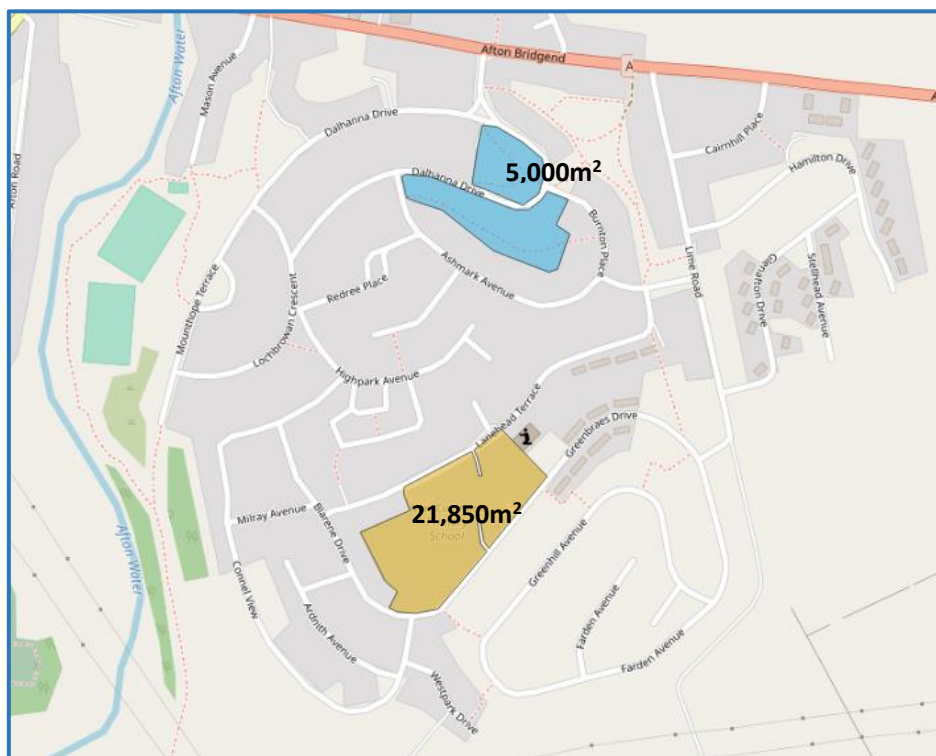 Afton Bridgend
A
A
Afton Water
Mason Avenue
Afton Road
Dalhanna Drive
Cairnhill Place
Hamilton Drive
5,000m²
Dalhanna Drive
Burnton Place
Ashmark Avenue
Lime Road
Glenafton Drive
Stellhead Avenue
Redree Place
Mounthope Terrace
Lochbrowan Crescent
Highpark Avenue
Lanehead Terrace
i
Greenbraes Drive
21,850m²
School
Milray Avenue
Blarene Drive
Afton Water
Connel View
Ardnith Avenue
Greenhill Avenue
Farden Avenue
Farden Avenue
Westpark Drive